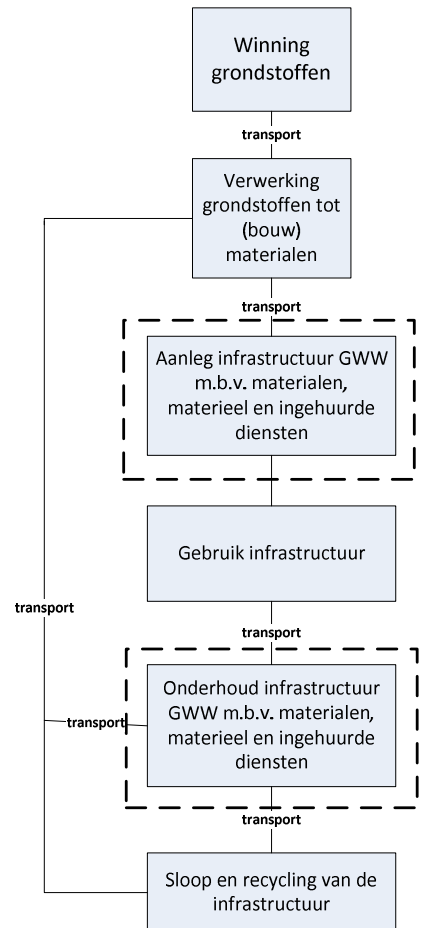 Winning
grondstoffen
transport
Verwerking
grondstoffen tot
(bouw)
materialen
transport
Aanleg infrastructuur GWW
m.b.v. materialen,
materieel en ingehuurde
diensten
Gebruik infrastructuur
transport
transport
Onderhoud infrastructuur
GWW m.b.v. materialen,
materieel en ingehuurde
diensten
transport
transport
Sloop en recycling van de
infrastructuur